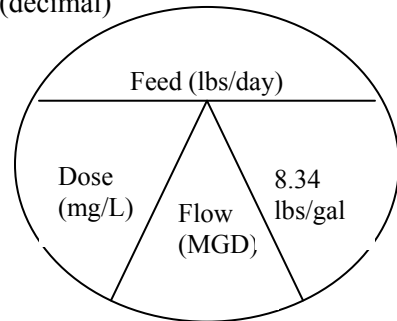 (decimal)
Feed (lbs/day)
Dose
(mg/L)
Flow
(MGD)
8.34
lbs/gal